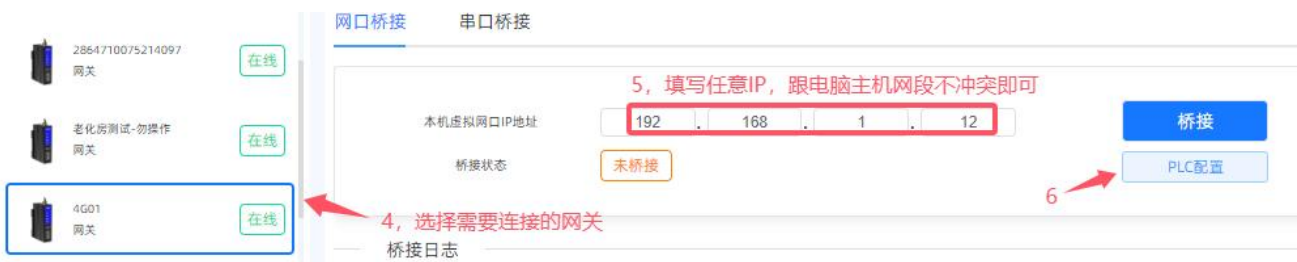 网口桥接 串口桥接
2864710075214097
网关
在线
老化房测试-勿操作
网关
在线
4G01
网关
在线
5，填写任意IP，跟电脑主机网段不冲突即可
本机虚拟网口IP地址
192 . 168 . 1 . 12
桥接
桥接状态
未桥接
PLC配置
6
4，选择需要连接的网关
桥接日志